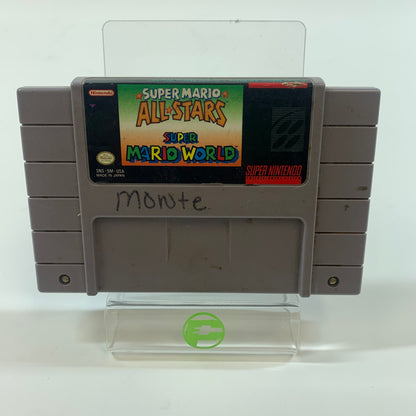 Nintendo
SUPER MARIO
ALL★STARS
SUPER
MARIO WORLD
SNS-5M-USA
MADE IN JAPAN
SUPER NINTENDO
Monte